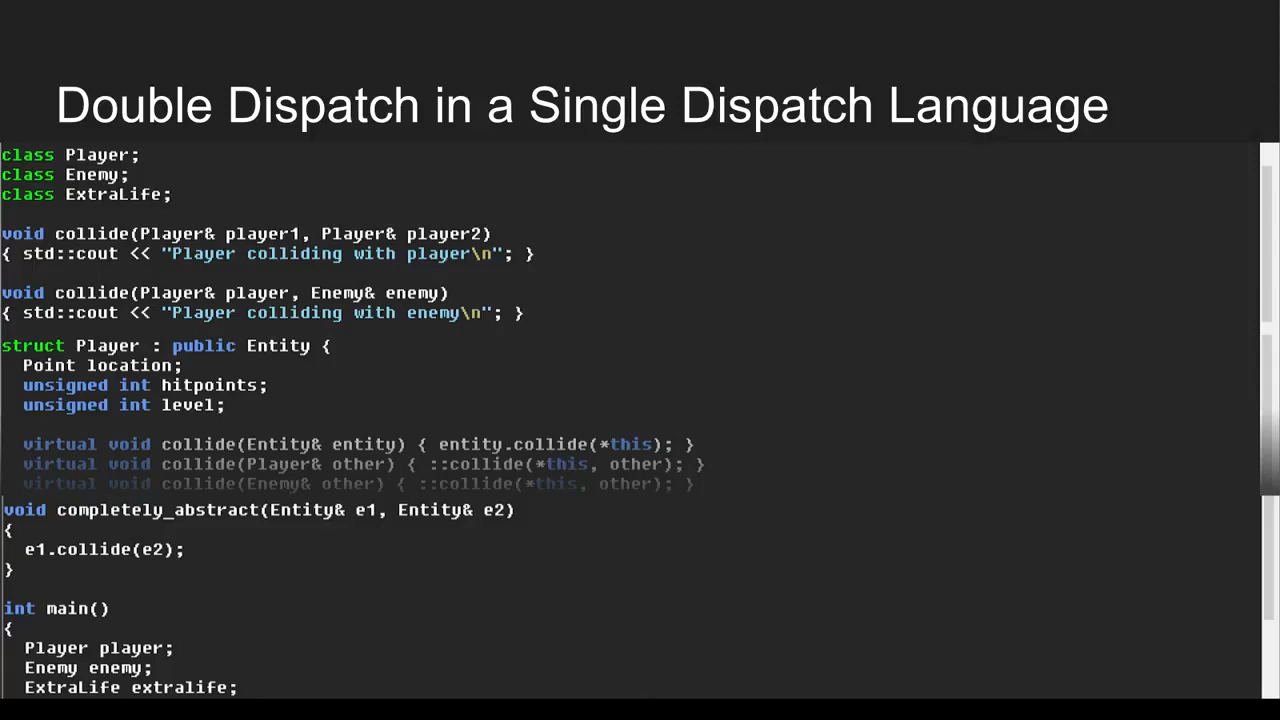 Double Dispatch in a Single Dispatch Language
class Player;
class Enemy;
class ExtraLife;
void collide(Player& player1, Player& player2)
{ std::cout << "Player colliding with player\n"; }
void collide(Player& player, Enemy& enemy)
{ std::cout << "Player colliding with enemy\n"; }
struct Player : public Entity {
Point location;
unsigned int hitpoints;
unsigned int level;
virtual void collide(Entity& entity) { entity.collide(*this); }
virtual void collide(Player& other) { ::collide(*this, other); }
virtual void collide(Enemy& other) { ::collide(*this, other); }
void completely_abstract(Entity& e1, Entity& e2)
{
e1.collide(e2);
}
int main()
{
Player player;
Enemy enemy;
ExtraLife extralife;